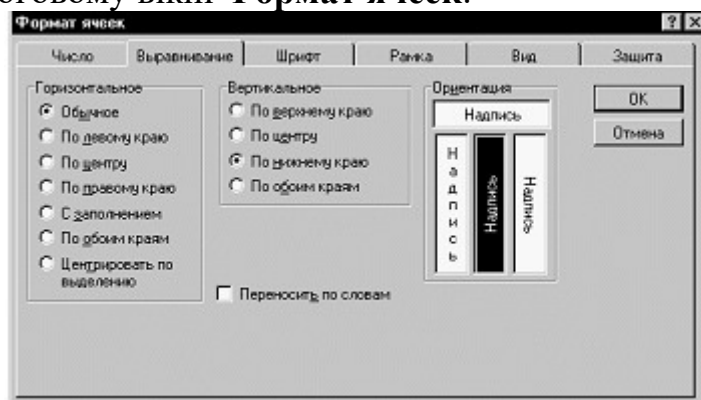 оговому вікні Формат ячеек.
Формат ячеек
Число Выравнивание Шрифт Рамка Вид Защита
Горизонтальное
Обычное
По левому краю
По центру
По правому краю
С заполнением
По обоим краям
Центрировать по
выделению
Вертикальное
По верхнему краю
По центру
По нижнему краю
По обоим краям
Переносить по словам
Ориентация
Надпись
Надпись
Надпись
Надпись
OK
Отмена